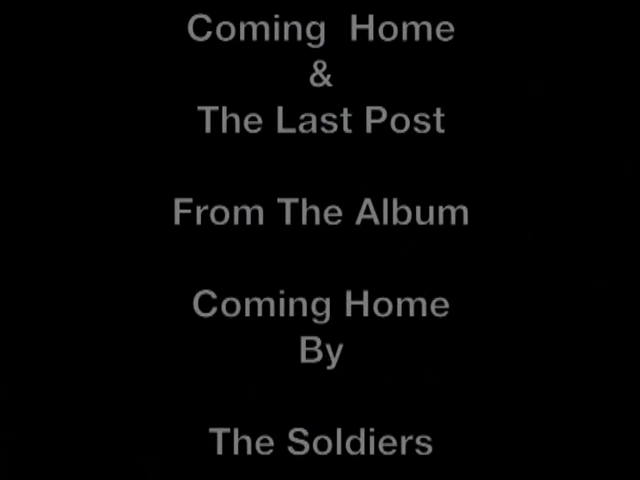 Coming Home
&
The Last Post
From The Album
Coming Home
By
The Soldiers